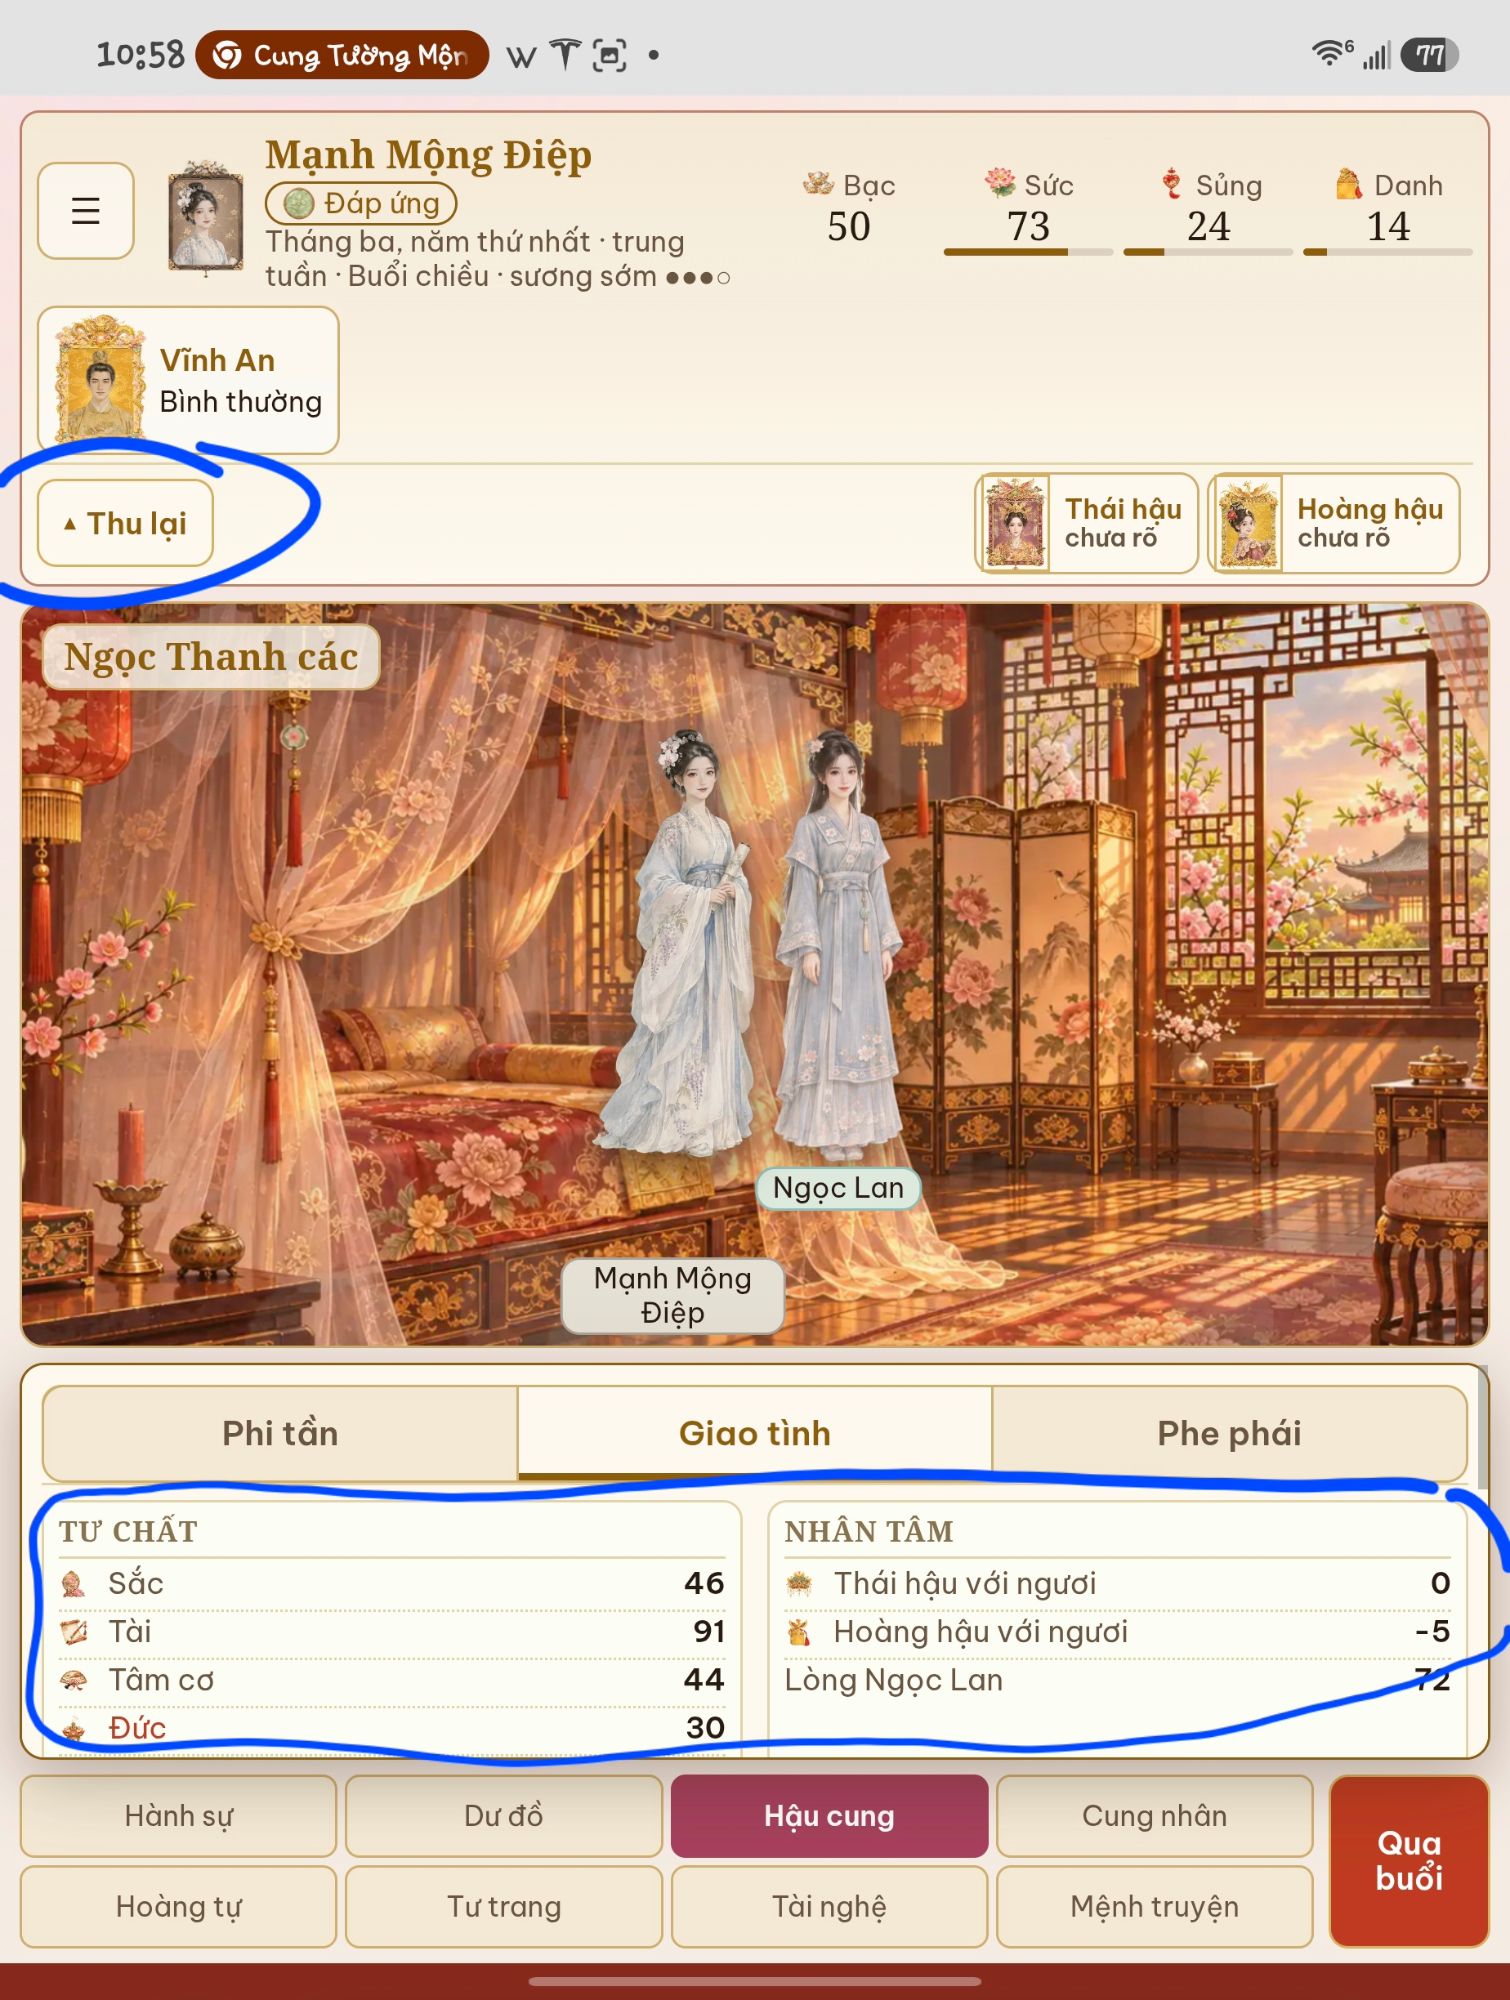 10:58 Cung Tường Mộn
6 77
☰
Mạnh Mộng Điệp
Đáp ứng
Tháng ba, năm thứ nhất · trung
tuần · Buổi chiều · sương sớm ●●●○
Bạc
50
Sức
73
Sủng
24
Danh
14
Vĩnh An
Bình thường
▲ Thu lại
Thái hậu
chưa rõ
Hoàng hậu
chưa rõ
Ngọc Thanh các
Ngọc Lan
Mạnh Mộng
Điệp
Phi tần
Giao tình
Phe phái
TƯ CHẤT
Sắc 46
Tài 91
Tâm cơ 44
Đức 30
NHÂN TÂM
Thái hậu với ngươi 0
Hoàng hậu với ngươi -5
Lòng Ngọc Lan 72
Hành sự
Dư đồ
Hậu cung
Cung nhân
Hoàng tự
Tư trang
Tài nghệ
Mệnh truyện
Qua
buổi